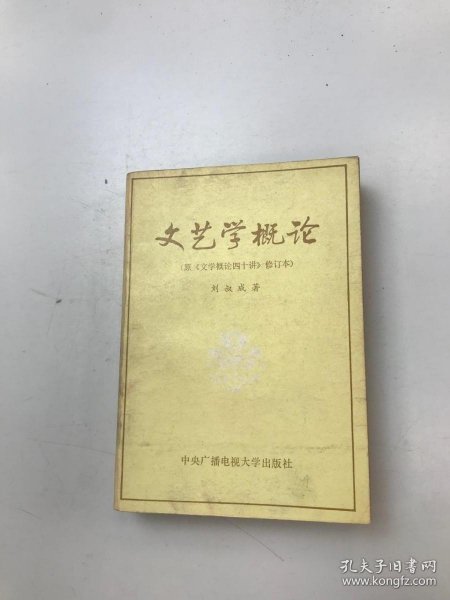 文艺学概论
(原《文学概论四十讲》修订本)
刘叔成著
中央广播电视大学出版社
孔夫子旧书网
www.kongfz.com